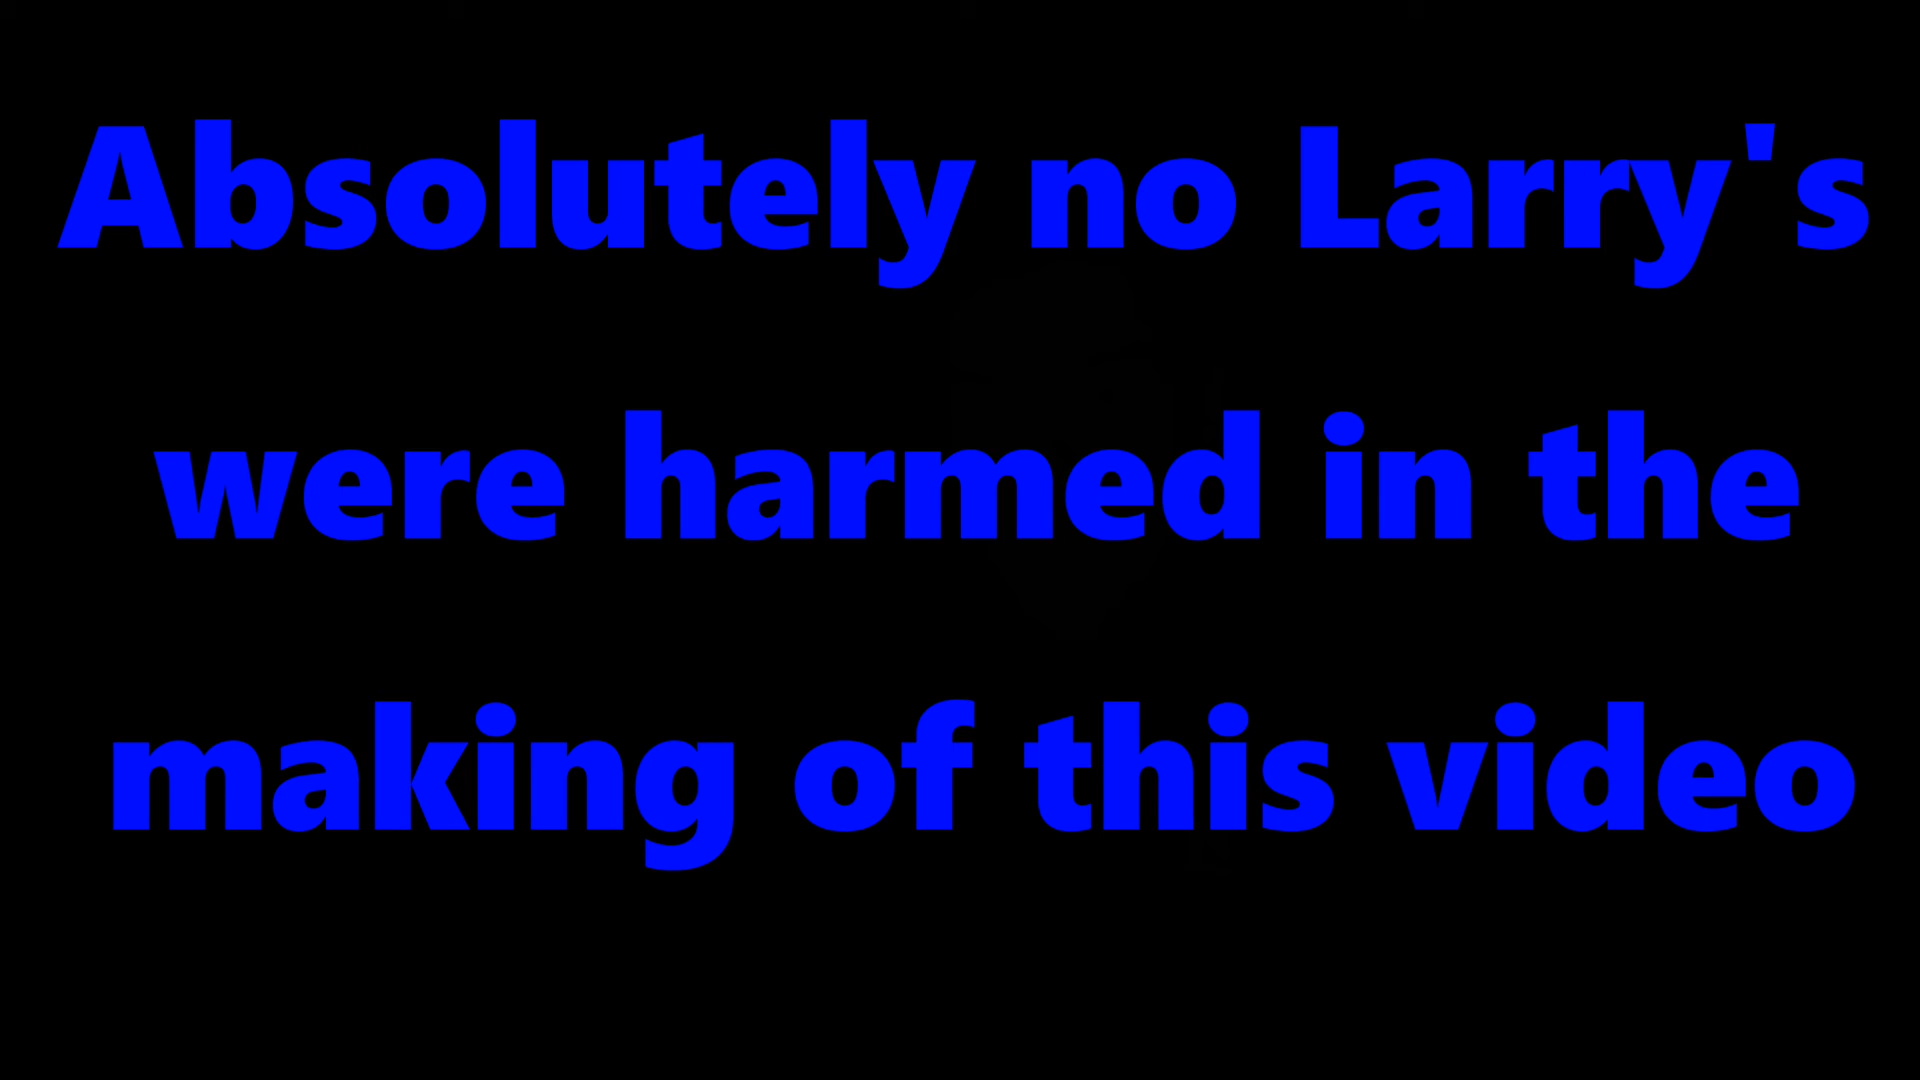 Absolutely no Larry's
were harmed in the
making of this video